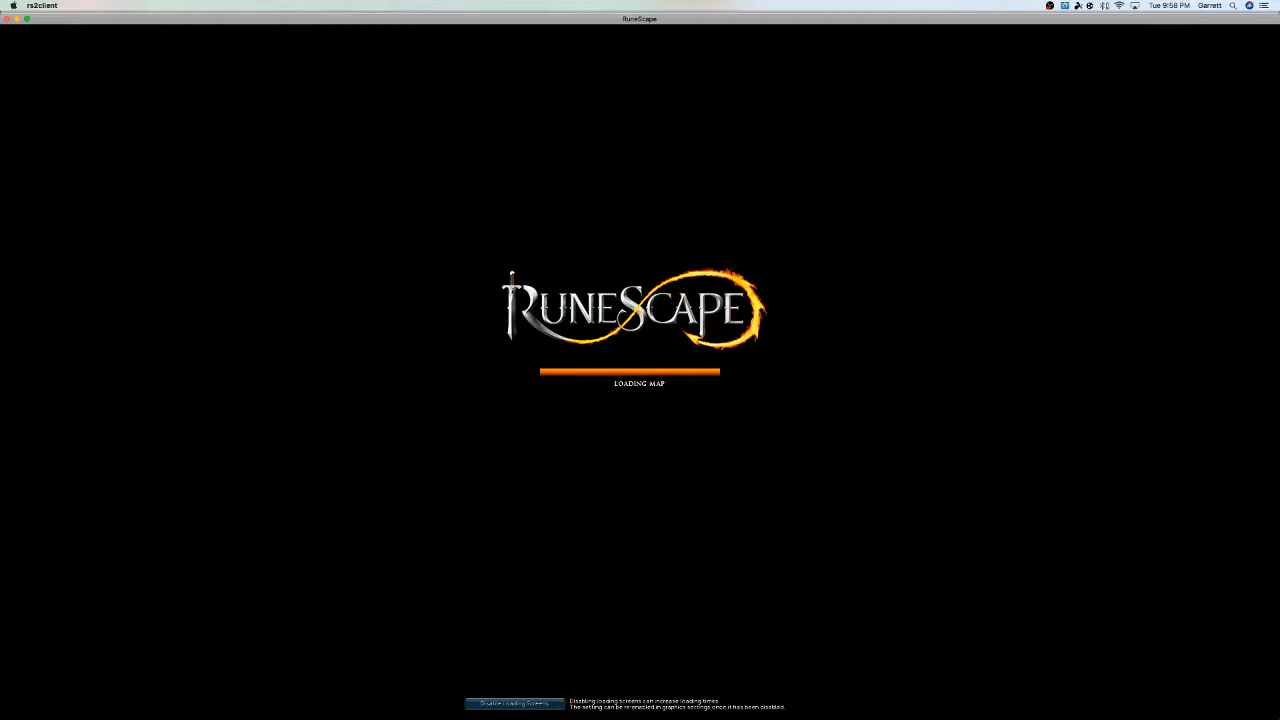 rs2client
Tue 9:58 PM
Garrett
RuneScape
RUNESCAPE
LOADING MAP
Disable Loading Screens
Disabling loading screens can increase loading times.
The setting can be re-enabled in graphics settings once it has been disabled.